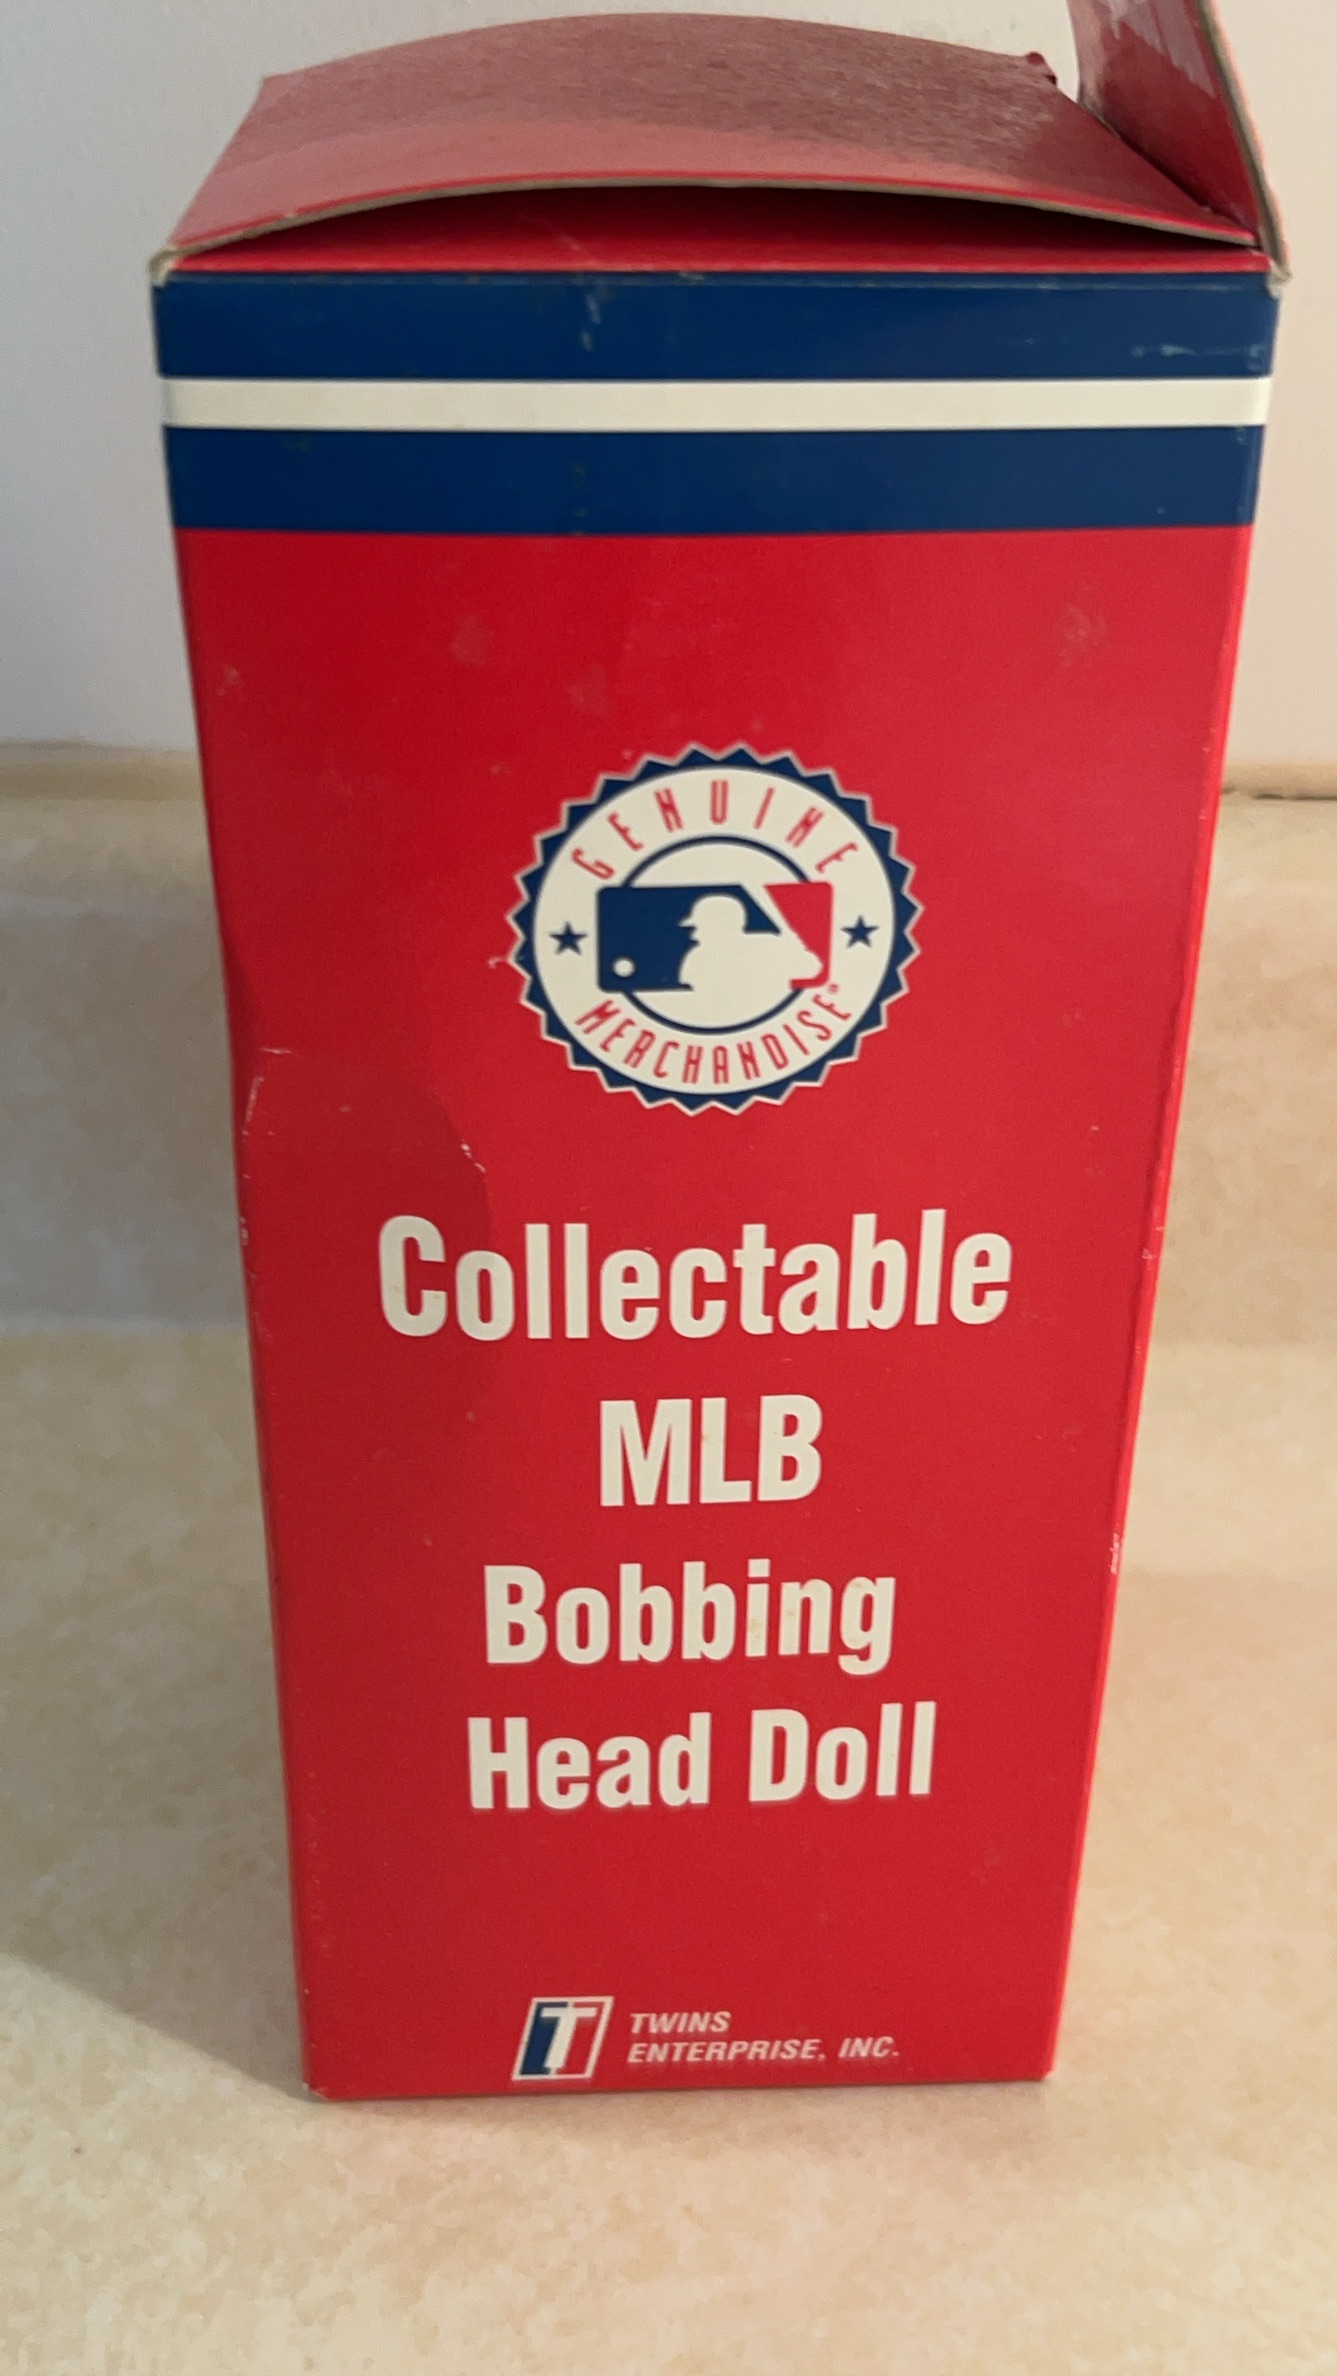 GENUINE
MERCHANDISE®
Collectable
MLB
Bobbing
Head Doll
T TWINS
ENTERPRISE, INC.